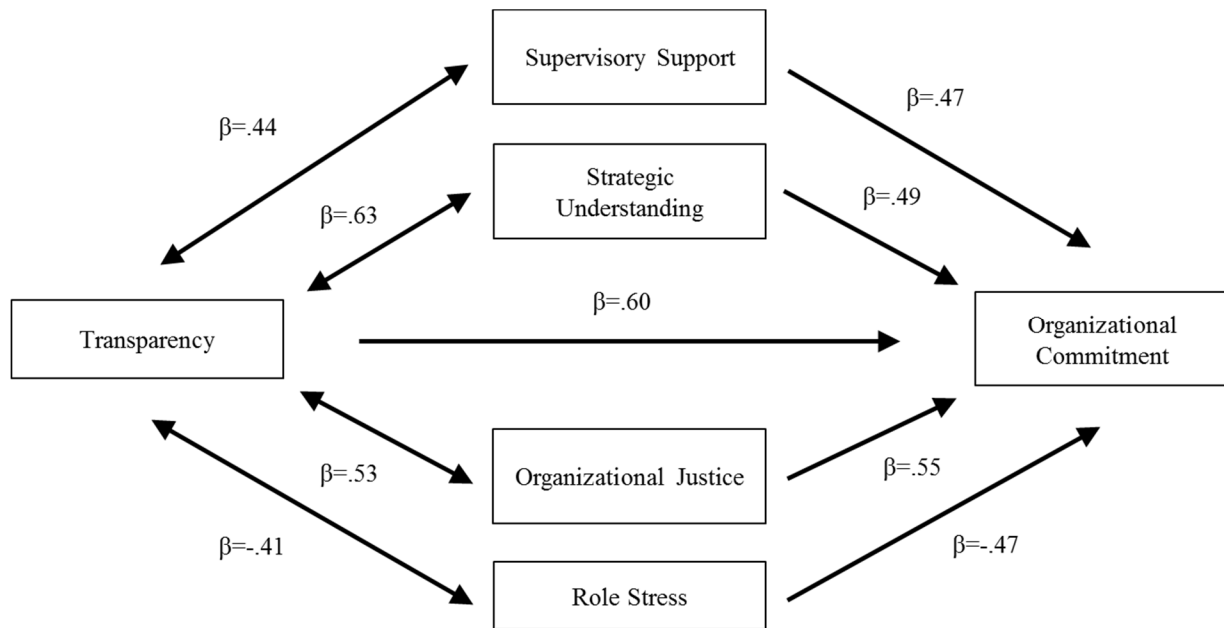 Supervisory Support
β=.47
β=.44
Strategic
Understanding
β=.49
β=.63
β=.60
Transparency
Organizational
Commitment
Organizational Justice
β=.53
β=.55
β=-.41
β=-.47
Role Stress